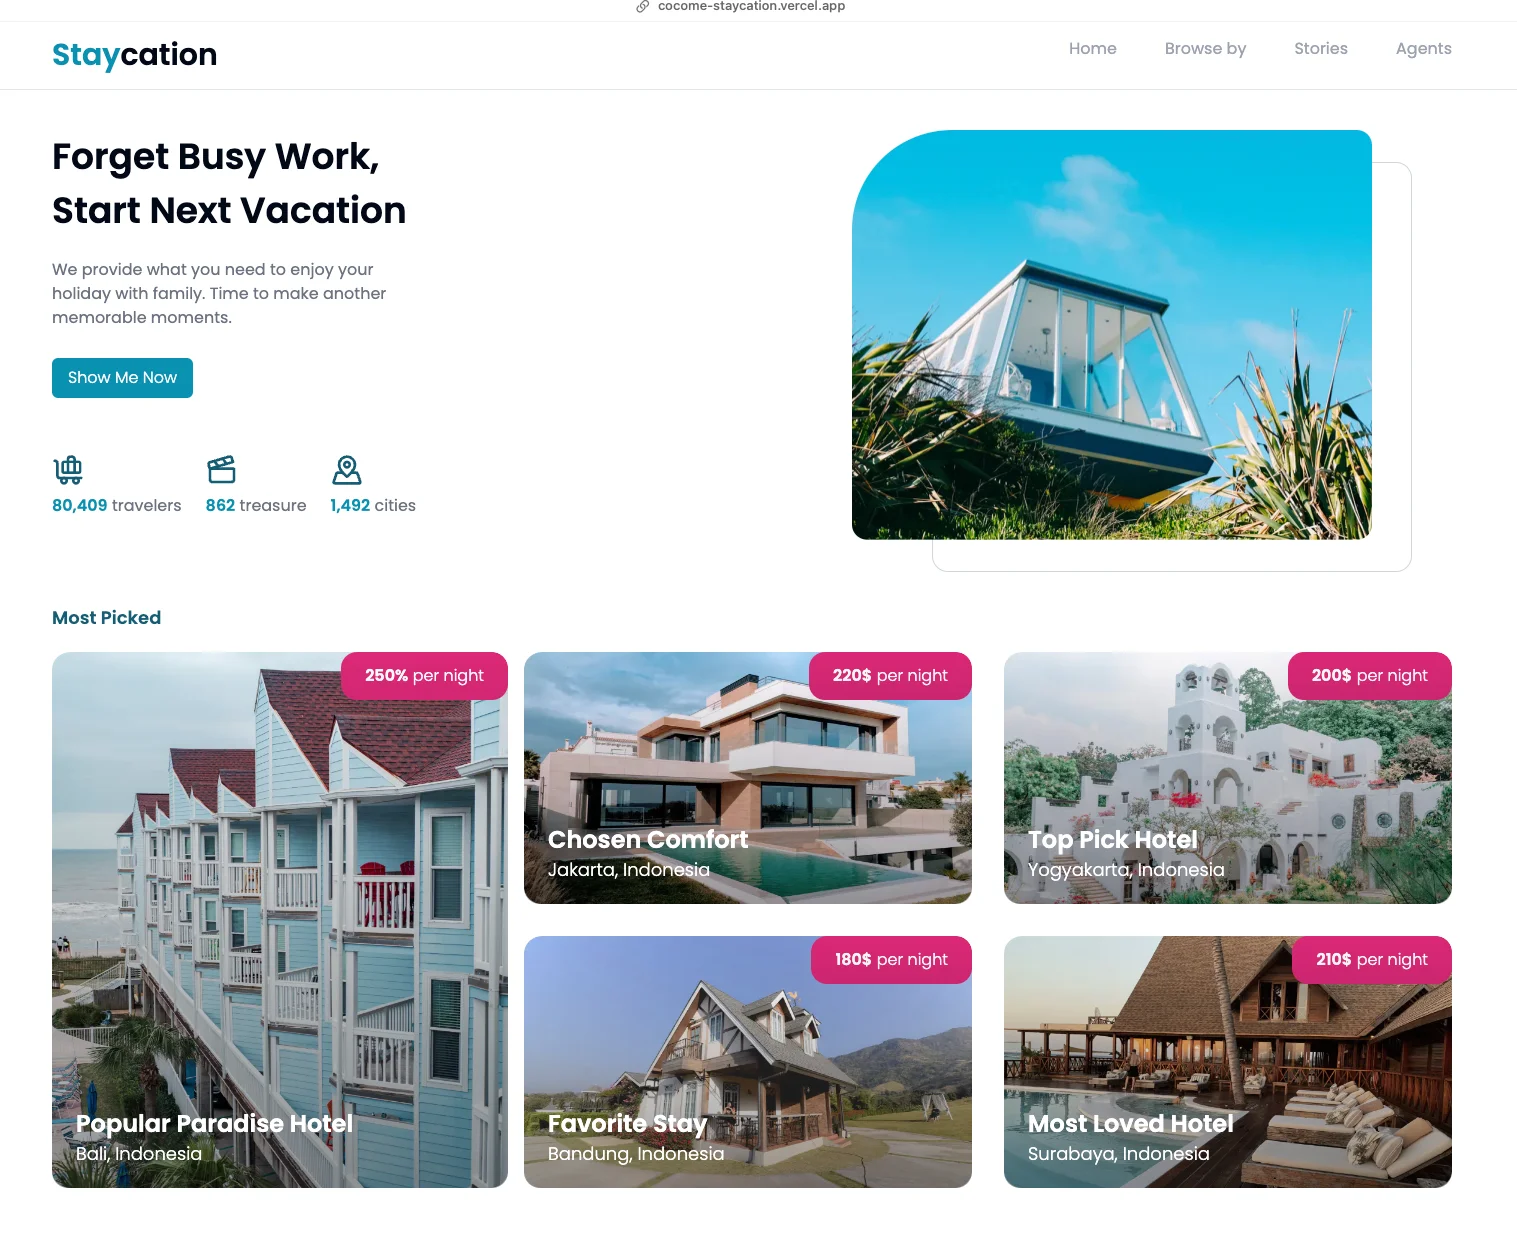 cocome-staycation.vercel.app
Staycation
Home
Browse by
Stories
Agents
Forget Busy Work,
Start Next Vacation
We provide what you need to enjoy your
holiday with family. Time to make another
memorable moments.
Show Me Now
80,409 travelers
862 treasure
1,492 cities
Most Picked
250% per night
Popular Paradise Hotel
Bali, Indonesia
220$ per night
Chosen Comfort
Jakarta, Indonesia
200$ per night
Top Pick Hotel
Yogyakarta, Indonesia
180$ per night
Favorite Stay
Bandung, Indonesia
210$ per night
Most Loved Hotel
Surabaya, Indonesia